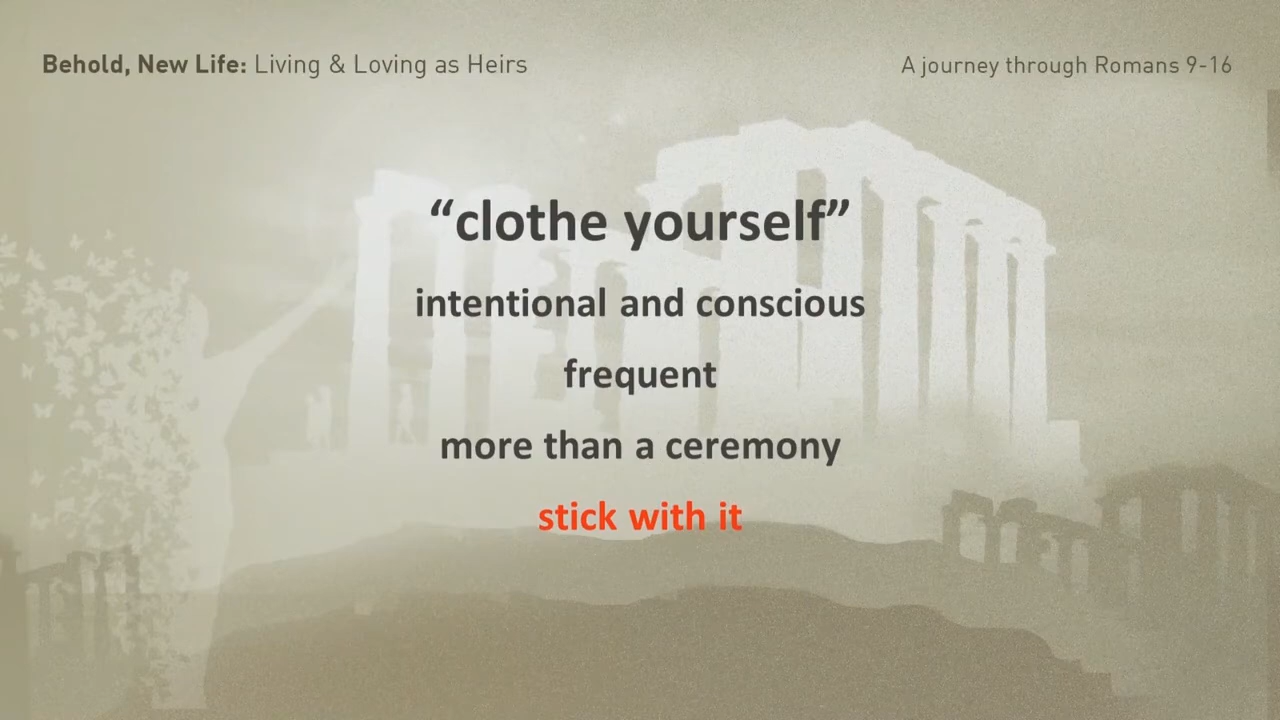 Behold, New Life: Living & Loving as Heirs
A journey through Romans 9-16
“clothe yourself”
intentional and conscious
frequent
more than a ceremony
stick with it